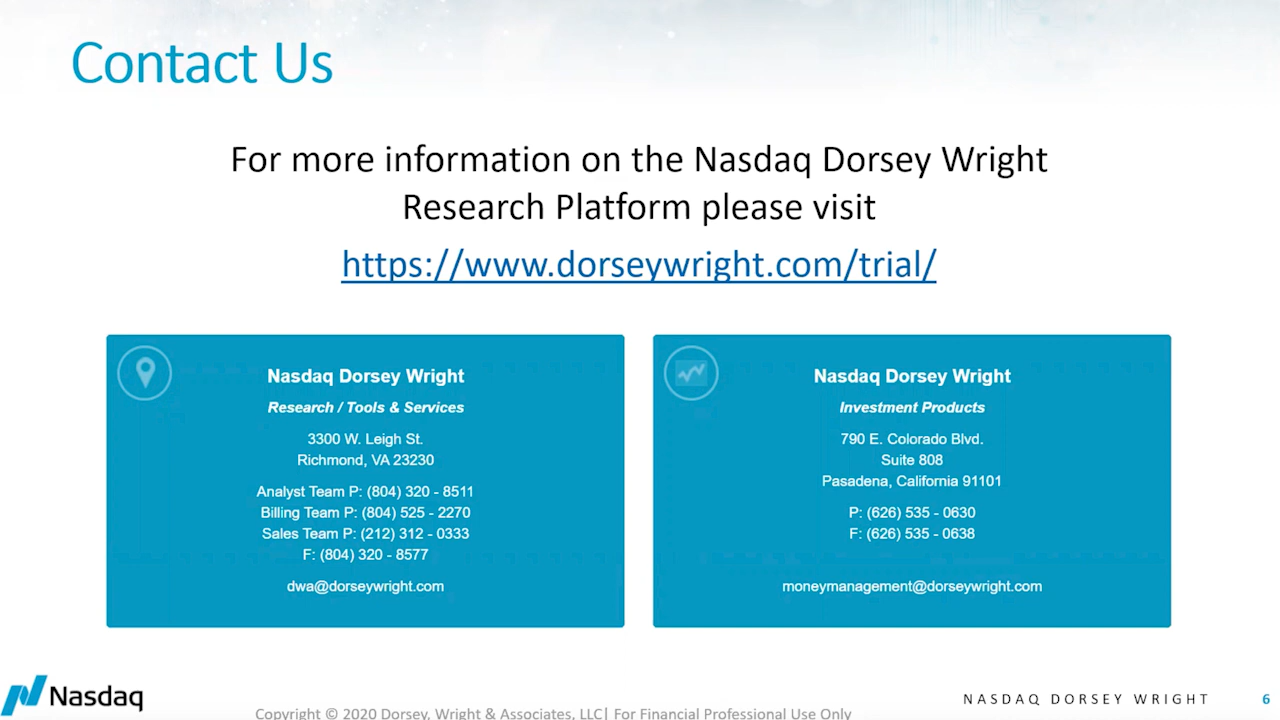 Contact Us
For more information on the Nasdaq Dorsey Wright
Research Platform please visit
https://www.dorseywright.com/trial/
Nasdaq Dorsey Wright
Research / Tools & Services
3300 W. Leigh St.
Richmond, VA 23230
Analyst Team P: (804) 320 - 8511
Billing Team P: (804) 525 - 2270
Sales Team P: (212) 312 - 0333
F: (804) 320 - 8577
dwa@dorseywright.com
Nasdaq Dorsey Wright
Investment Products
790 E. Colorado Blvd.
Suite 808
Pasadena, California 91101
P: (626) 535 - 0630
F: (626) 535 - 0638
moneymanagement@dorseywright.com
Nasdaq
Copyright © 2020 Dorsey, Wright & Associates, LLC| For Financial Professional Use Only
NASDAQ DORSEY WRIGHT
6